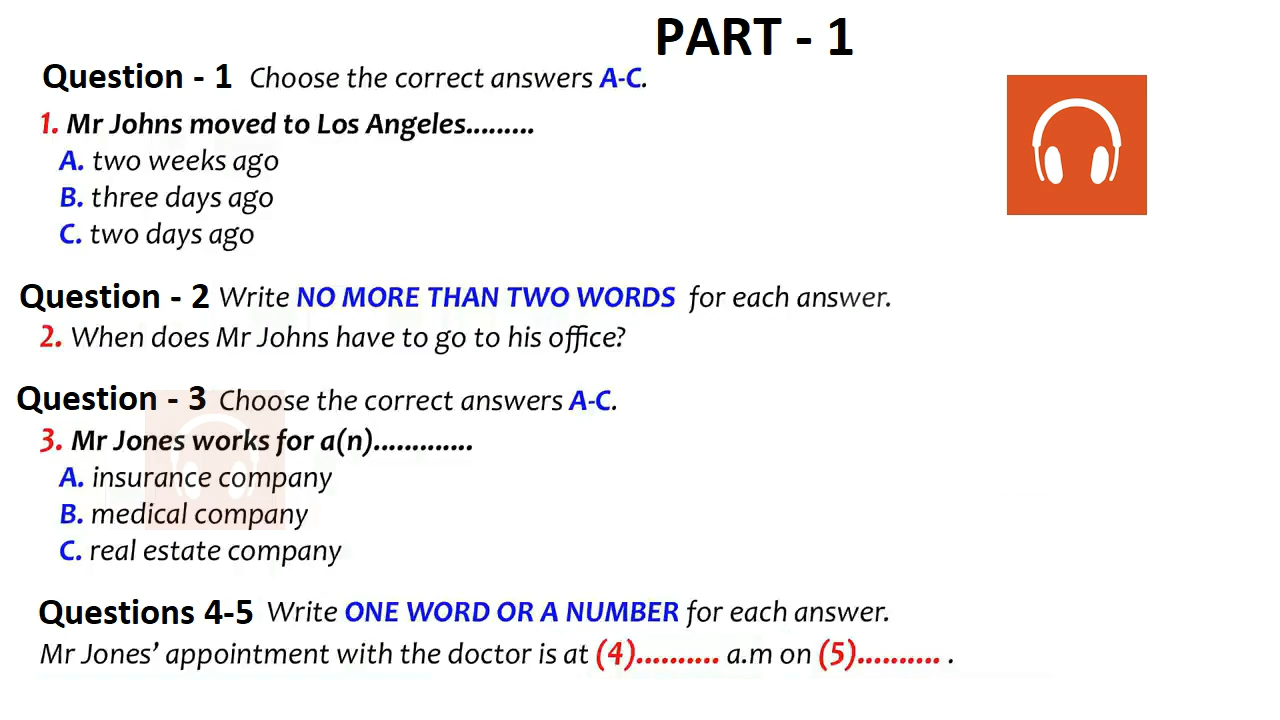 PART - 1
Question - 1 Choose the correct answers A-C.
1. Mr Johns moved to Los Angeles.........
A. two weeks ago
B. three days ago
C. two days ago
Question - 2 Write NO MORE THAN TWO WORDS for each answer.
2. When does Mr Johns have to go to his office?
Question - 3 Choose the correct answers A-C.
3. Mr Jones works for a(n).............
A. insurance company
B. medical company
C. real estate company
Questions 4-5 Write ONE WORD OR A NUMBER for each answer.
Mr Jones’ appointment with the doctor is at (4).......... a.m on (5).......... .